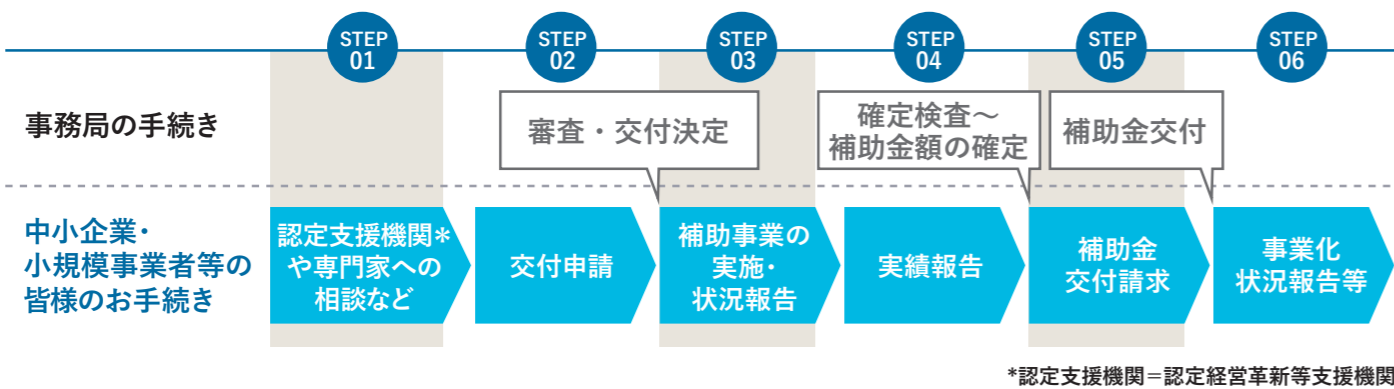 STEP
01
STEP
02
STEP
03
STEP
04
STEP
05
STEP
06
事務局の手続き
審査・交付決定
確定検査～
補助金額の確定
補助金交付
中小企業・
小規模事業者等の
皆様のお手続き
認定支援機関*
や専門家への
相談など
交付申請
補助事業の
実施・
状況報告
実績報告
補助金
交付請求
事業化
状況報告等
*認定支援機関=認定経営革新等支援機関